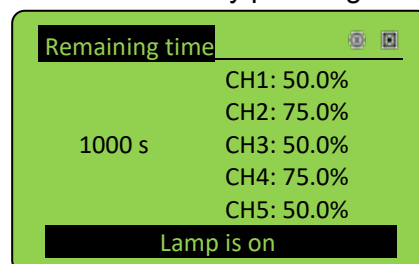 Remaining time
CH1: 50.0%
CH2: 75.0%
1000 s
CH3: 50.0%
CH4: 75.0%
CH5: 50.0%
Lamp is on